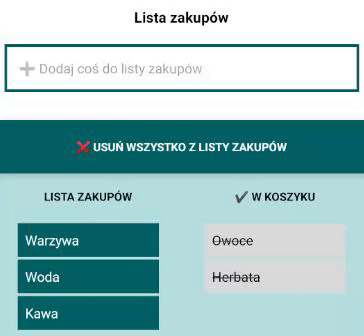 Lista zakupów
Dodaj coś do listy zakupów
USUŃ WSZYSTKO Z LISTY ZAKUPÓW
LISTA ZAKUPÓW
W KOSZYKU
Warzywa
Owoce
Woda
Herbata
Kawa